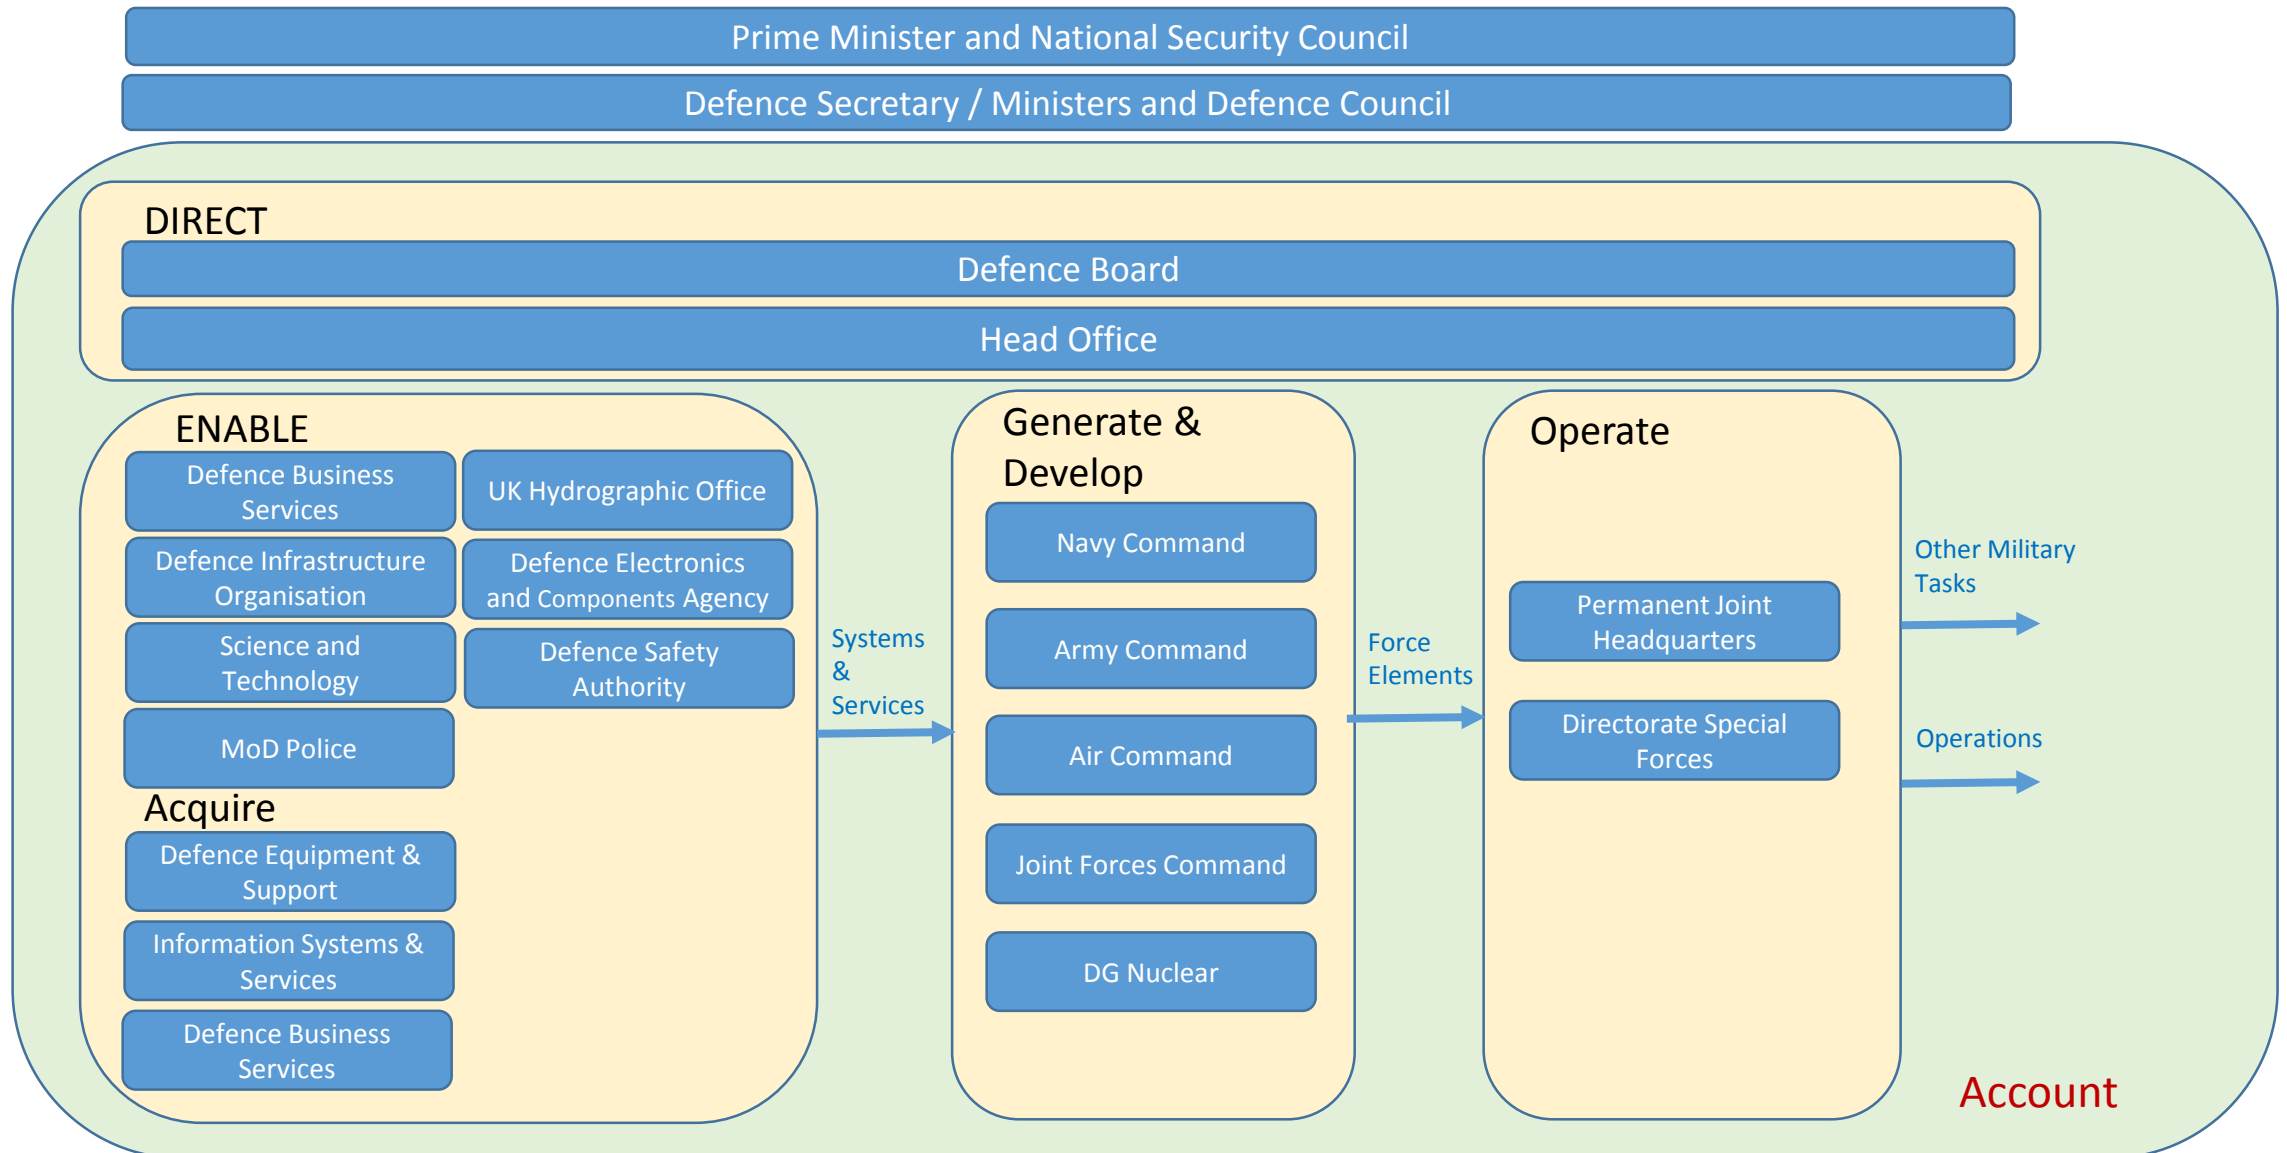 Prime Minister and National Security Council
Defence Secretary / Ministers and Defence Council
DIRECT
Defence Board
Head Office
ENABLE
Defence Business
Services
UK Hydrographic Office
Defence Infrastructure
Organisation
Defence Electronics
and Components Agency
Science and
Technology
Defence Safety
Authority
MoD Police
Acquire
Defence Equipment &
Support
Information Systems &
Services
Defence Business
Services
Systems
&
Services
Generate &
Develop
Navy Command
Army Command
Air Command
Joint Forces Command
DG Nuclear
Force
Elements
Operate
Permanent Joint
Headquarters
Directorate Special
Forces
Other Military
Tasks
Operations
Account